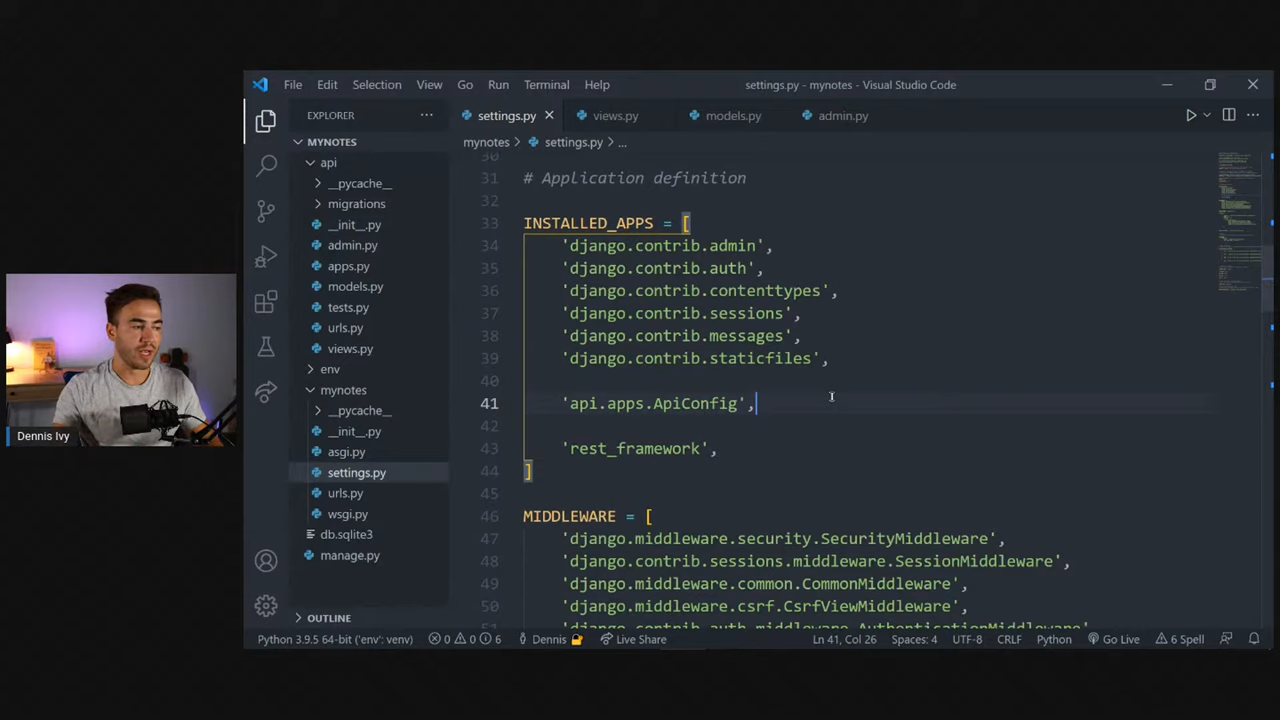 File Edit Selection View Go Run Terminal Help
settings.py - mynotes - Visual Studio Code
EXPLORER
settings.py
views.py
models.py
admin.py
mynotes > settings.py > ...
MYNOTES
api
__pycache__
migrations
__init__.py
admin.py
apps.py
models.py
tests.py
urls.py
views.py
env
mynotes
__pycache__
__init__.py
asgi.py
settings.py
urls.py
wsgi.py
db.sqlite3
manage.py
OUTLINE
30
31 # Application definition
32
33 INSTALLED_APPS = [
34 'django.contrib.admin',
35 'django.contrib.auth',
36 'django.contrib.contenttypes',
37 'django.contrib.sessions',
38 'django.contrib.messages',
39 'django.contrib.staticfiles',
40
41 'api.apps.ApiConfig',
42
43 'rest_framework',
44 ]
45
46 MIDDLEWARE = [
47 'django.middleware.security.SecurityMiddleware',
48 'django.contrib.sessions.middleware.SessionMiddleware',
49 'django.middleware.common.CommonMiddleware',
50 'django.middleware.csrf.CsrfViewMiddleware',
51 'django.contrib.auth.middleware.AuthenticationMiddleware',
Dennis Ivy
Python 3.9.5 64-bit ('env': venv) 0 0 6 Dennis Live Share Ln 41, Col 26 Spaces: 4 UTF-8 CRLF Python Go Live 6 Spell